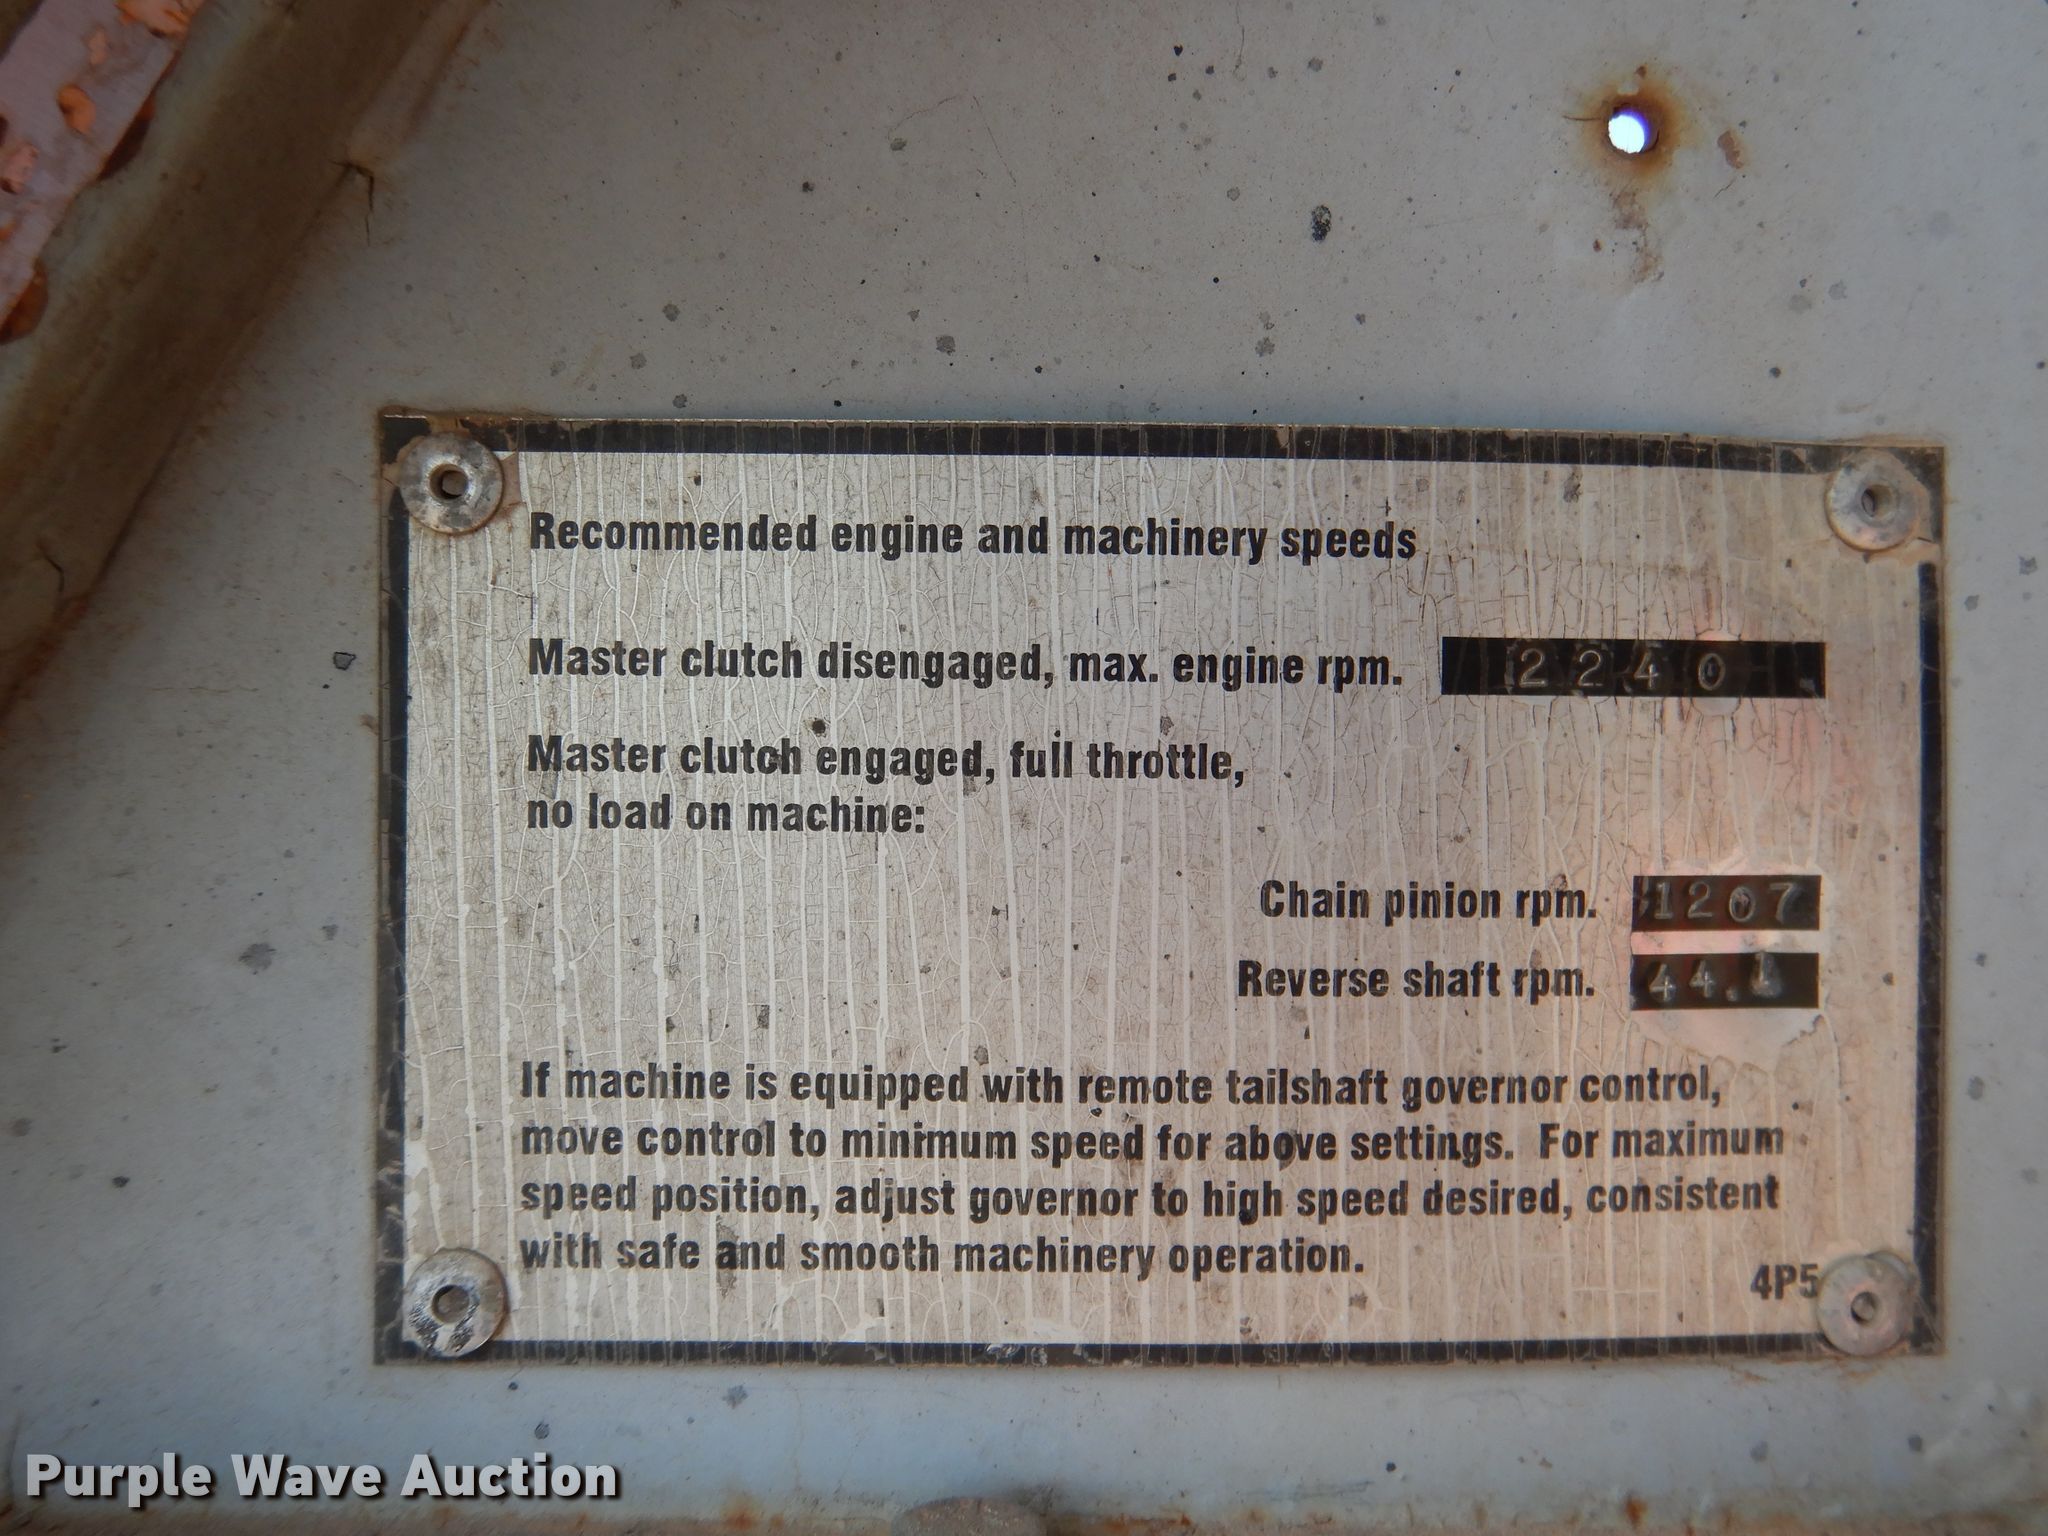 Recommended engine and machinery speeds
Master clutch disengaged, max. engine rpm. 2240
Master clutch engaged, full throttle,
no load on machine:
Chain pinion rpm. 1207
Reverse shaft rpm. 44.1
If machine is equipped with remote tailshaft governor control,
move control to minimum speed for above settings. For maximum
speed position, adjust governor to high speed desired, consistent
with safe and smooth machinery operation.
4P5
Purple Wave Auction